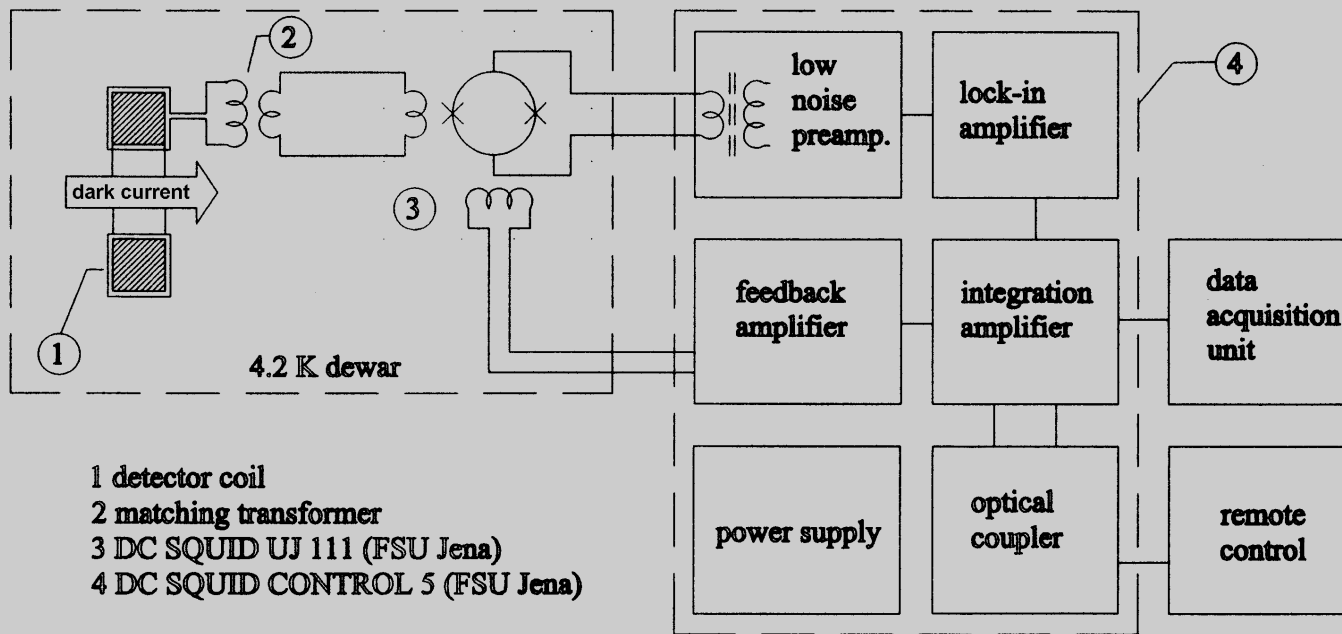 2
low
noise
preamp.
lock-in
amplifier
4
dark current
3
feedback
amplifier
integration
amplifier
data
acquisition
unit
1
4.2 K dewar
1 detector coil
2 matching transformer
3 DC SQUID UJ 111 (FSU Jena)
4 DC SQUID CONTROL 5 (FSU Jena)
power supply
optical
coupler
remote
control